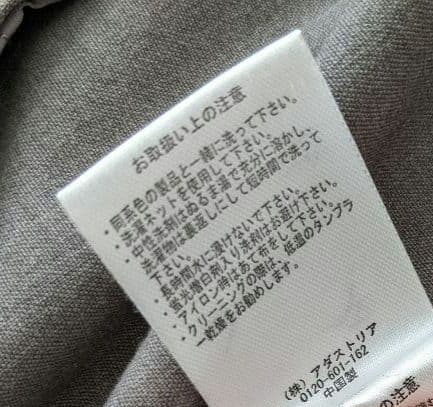 お取扱い上の注意
・同系色の製品と一緒に洗って下さい。
・洗濯ネットを使用して下さい。
・中性洗剤はぬるま湯で充分に溶かし、
洗濯物は裏返しにして短時間で洗って
下さい。
・長時間水に浸けないで下さい。
・蛍光増白剤入り洗剤はお避け下さい。
・アイロン時はあて布をして下さい。
・クリーニングの際は、低温のタンブラ
ー乾燥をお勧めします。
(株) アダストリア
0120-601-162
中国製
の注意